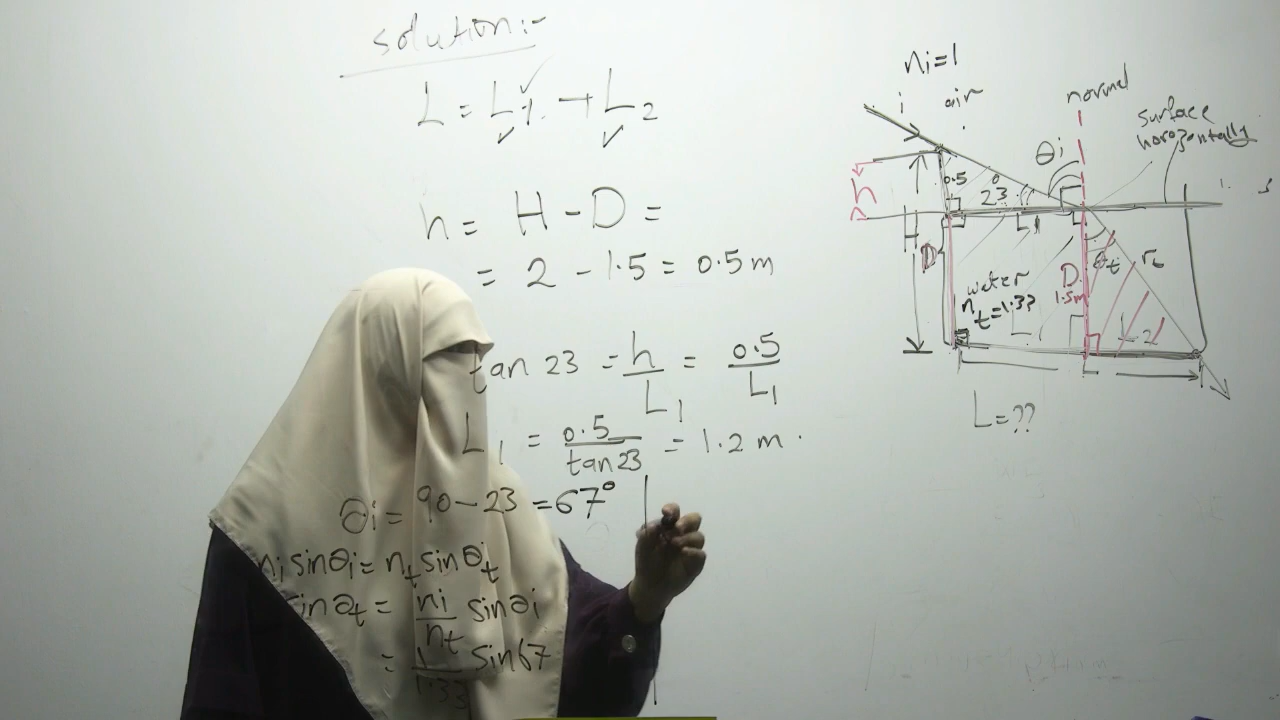 solution:-
L = L1 + L2
h = H - D =
= 2 - 1.5 = 0.5 m
tan 23 = h/L1 = 0.5/L1
L1 = 0.5/tan23 = 1.2 m.
θi = 90 - 23 = 67°
ni sinθi = nt sinθt
sinθt = ni/nt sinθi
= 1/1.33 sin67
ni=1
i air
normal
surface
horozontally
θi
h
0.5
23°
L1
H
D
water
nt=1.33
D
1.5m
θt
rt
L2
L=??